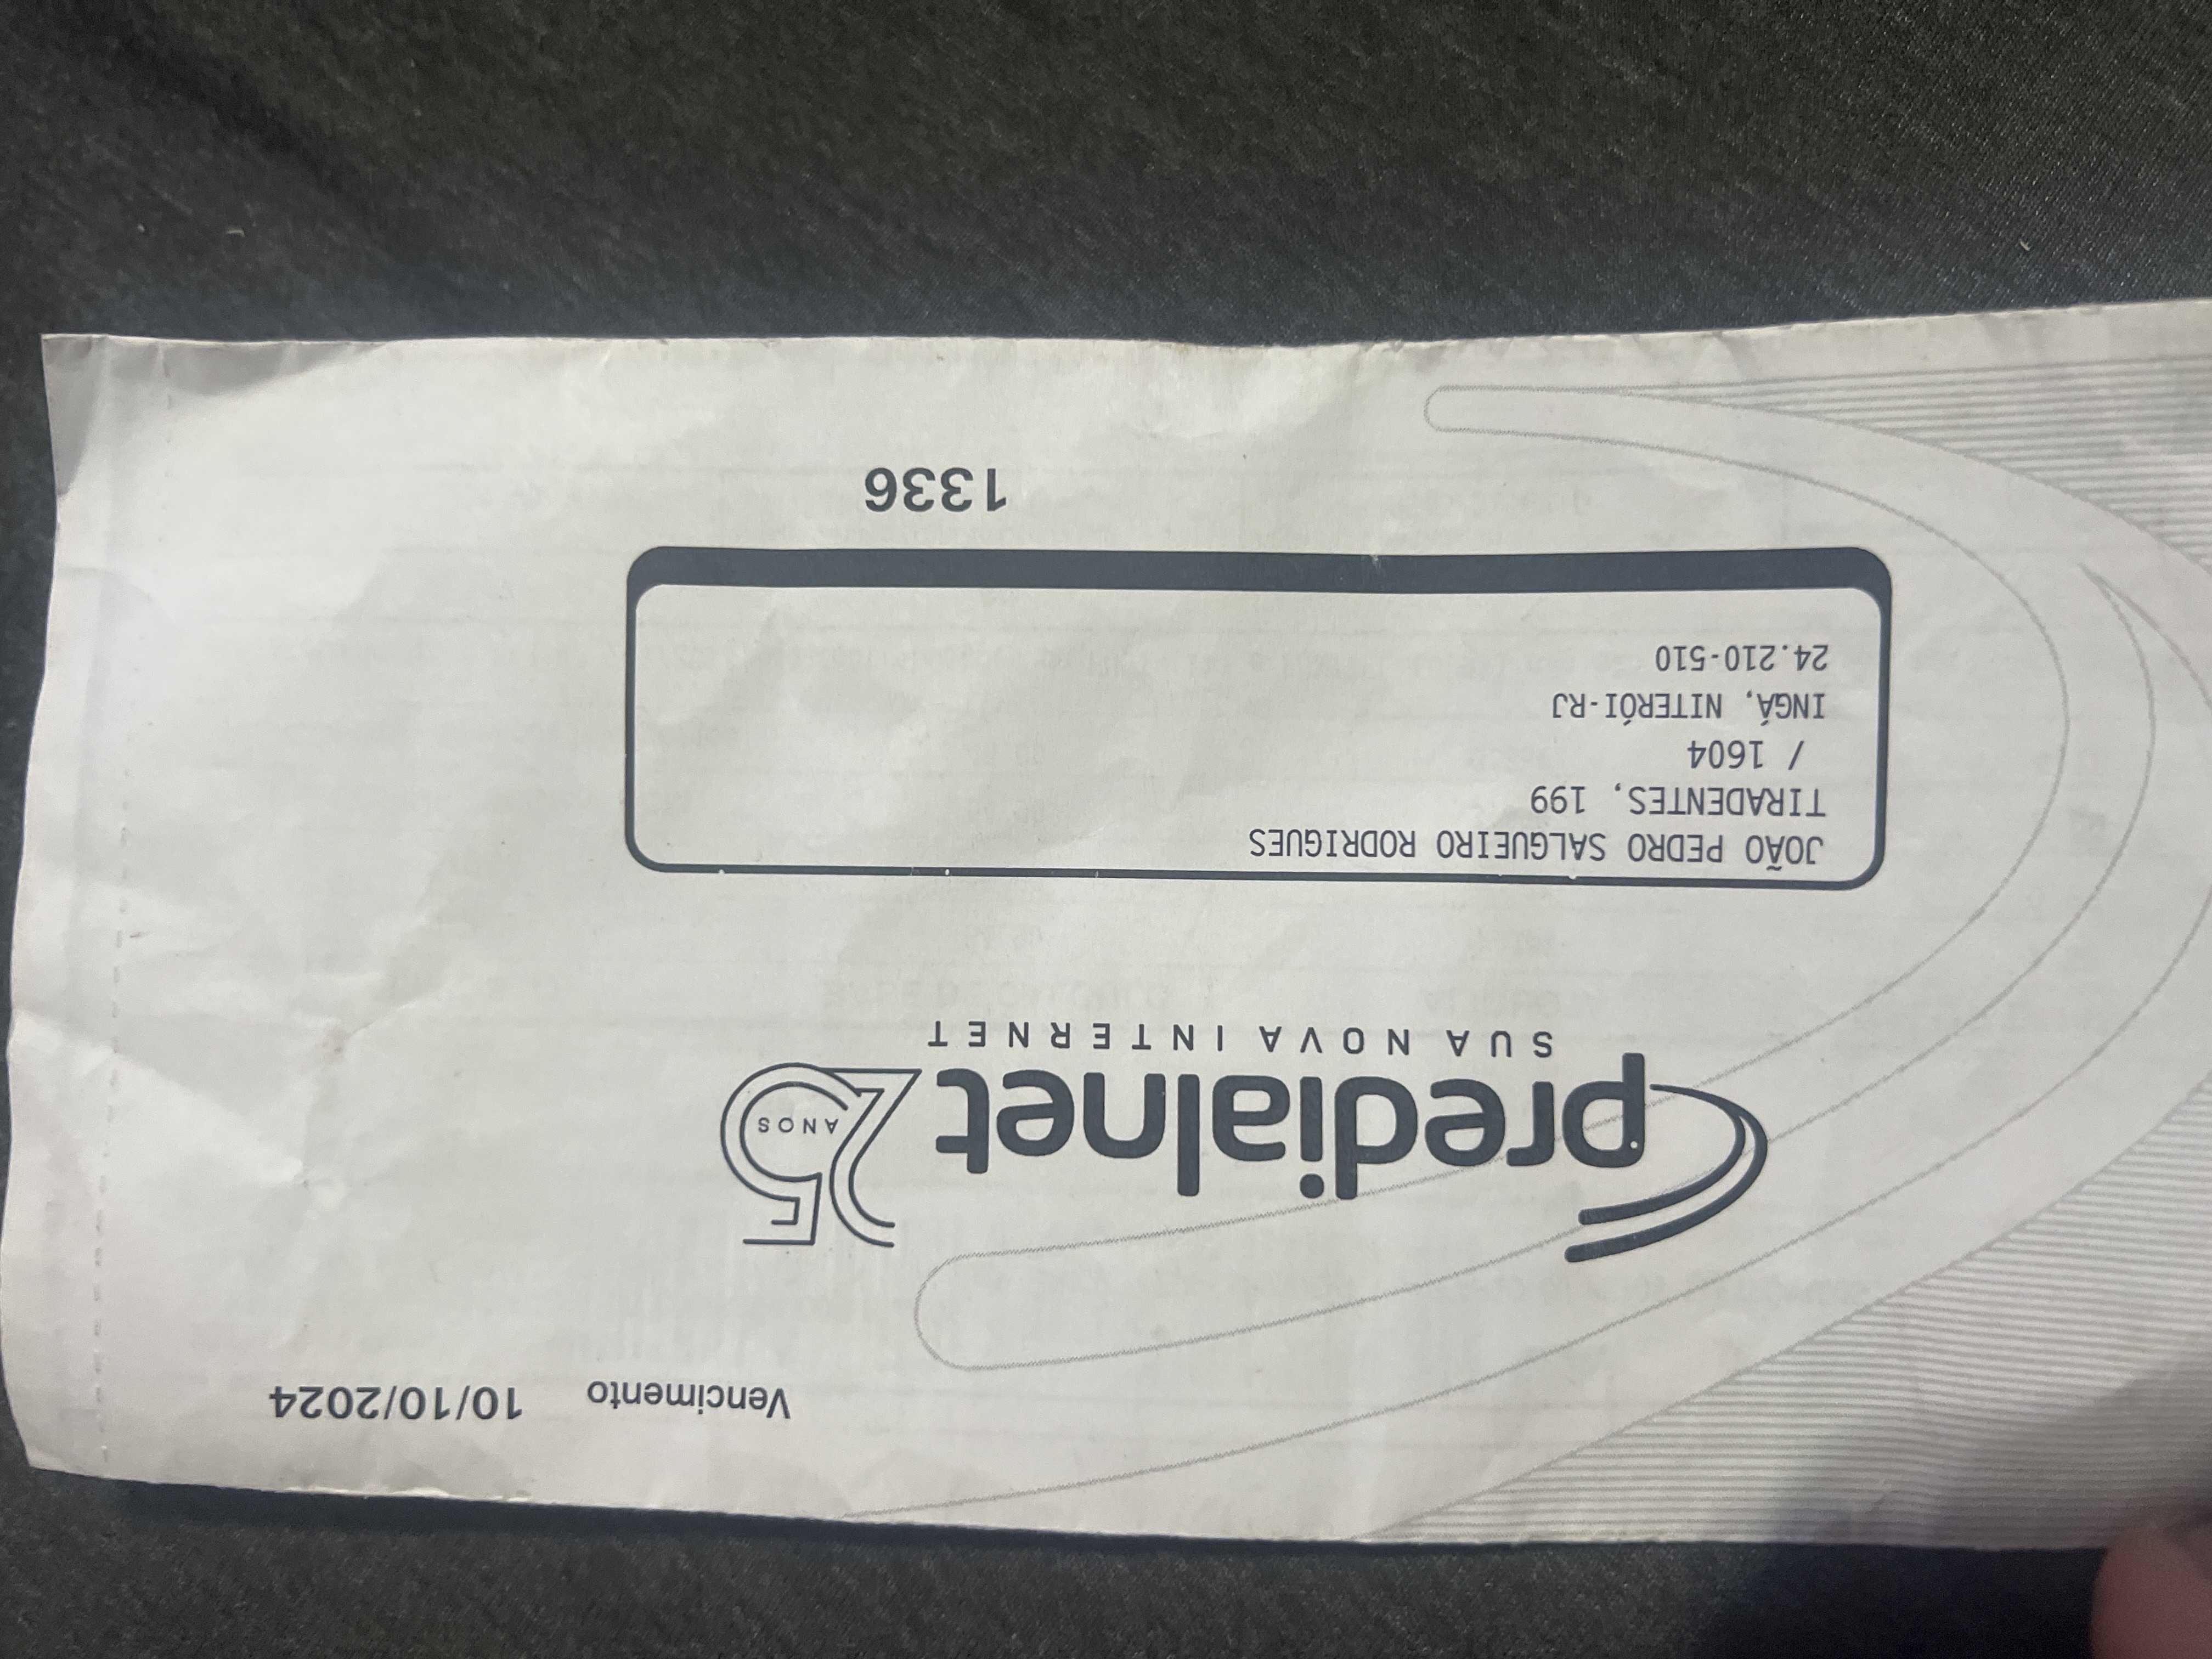 Vencimento 10/10/2024
predialnet 25 ANOS
SUA NOVA INTERNET
JOÃO PEDRO SALGUEIRO RODRIGUES
TIRADENTES, 199
/ 1604
INGÁ, NITERÓI-RJ
24.210-510
1336